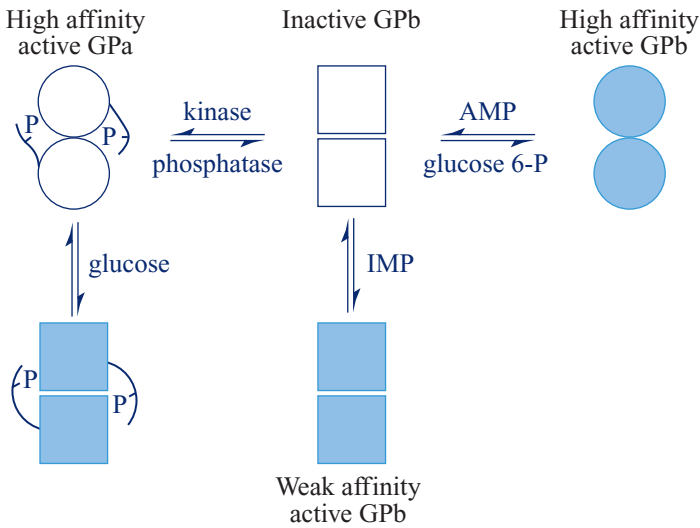 High affinity
active GPa
Inactive GPb
High affinity
active GPb
P
P
kinase
phosphatase
AMP
glucose 6-P
glucose
IMP
P
P
Weak affinity
active GPb